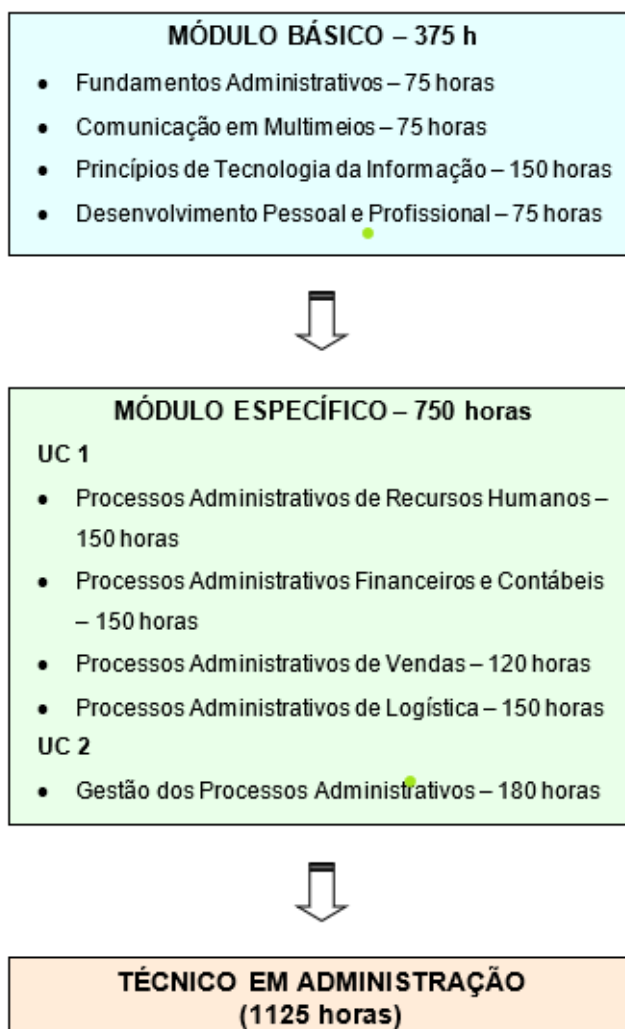 MÓDULO BÁSICO – 375 h
• Fundamentos Administrativos – 75 horas
• Comunicação em Multimeios – 75 horas
• Princípios de Tecnologia da Informação – 150 horas
• Desenvolvimento Pessoal e Profissional – 75 horas
MÓDULO ESPECÍFICO – 750 horas
UC 1
• Processos Administrativos de Recursos Humanos –
150 horas
• Processos Administrativos Financeiros e Contábeis
– 150 horas
• Processos Administrativos de Vendas – 120 horas
• Processos Administrativos de Logística – 150 horas
UC 2
• Gestão dos Processos Administrativos – 180 horas
TÉCNICO EM ADMINISTRAÇÃO
(1125 horas)